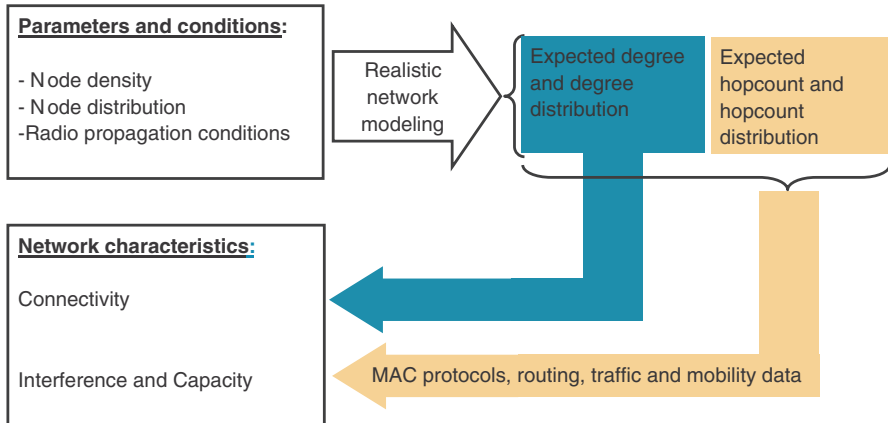 Parameters and conditions:
- Node density
- Node distribution
-Radio propagation conditions
Realistic
network
modeling
Expected degree
and degree
distribution
Expected
hopcount and
hopcount
distribution
Network characteristics:
Connectivity
Interference and Capacity
MAC protocols, routing, traffic and mobility data